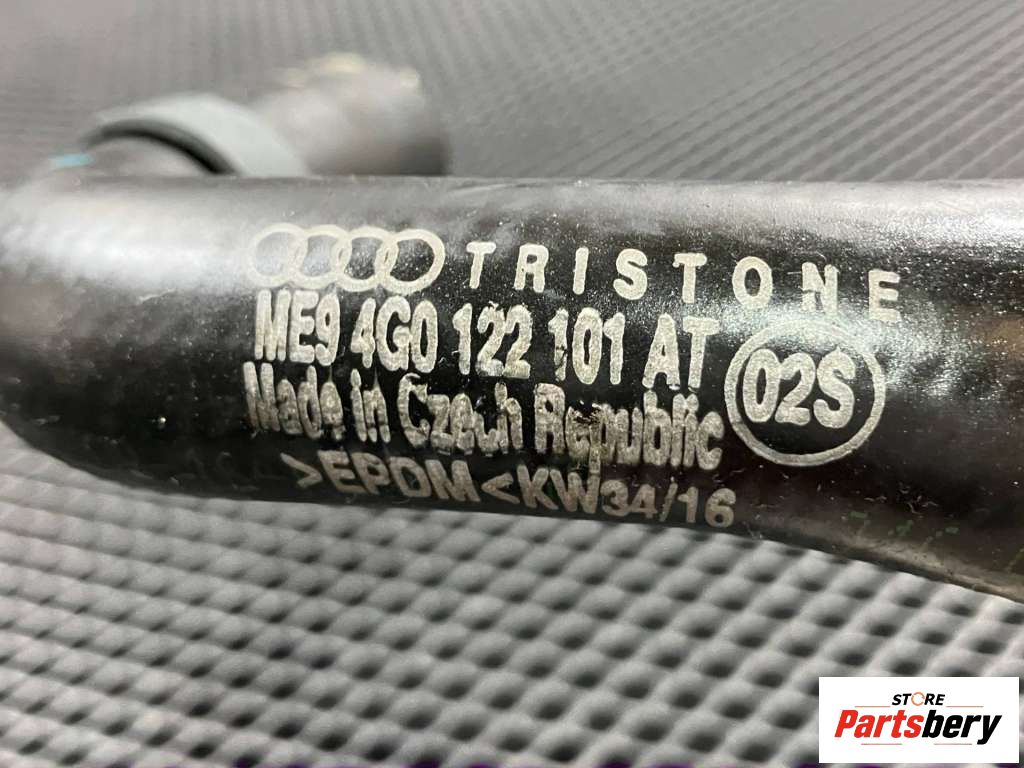 TRISTONE
ME9 4G0 122 101 AT
02S
Made in Czech Republic
>EPDM<KW34/16
STORE
Partsbery